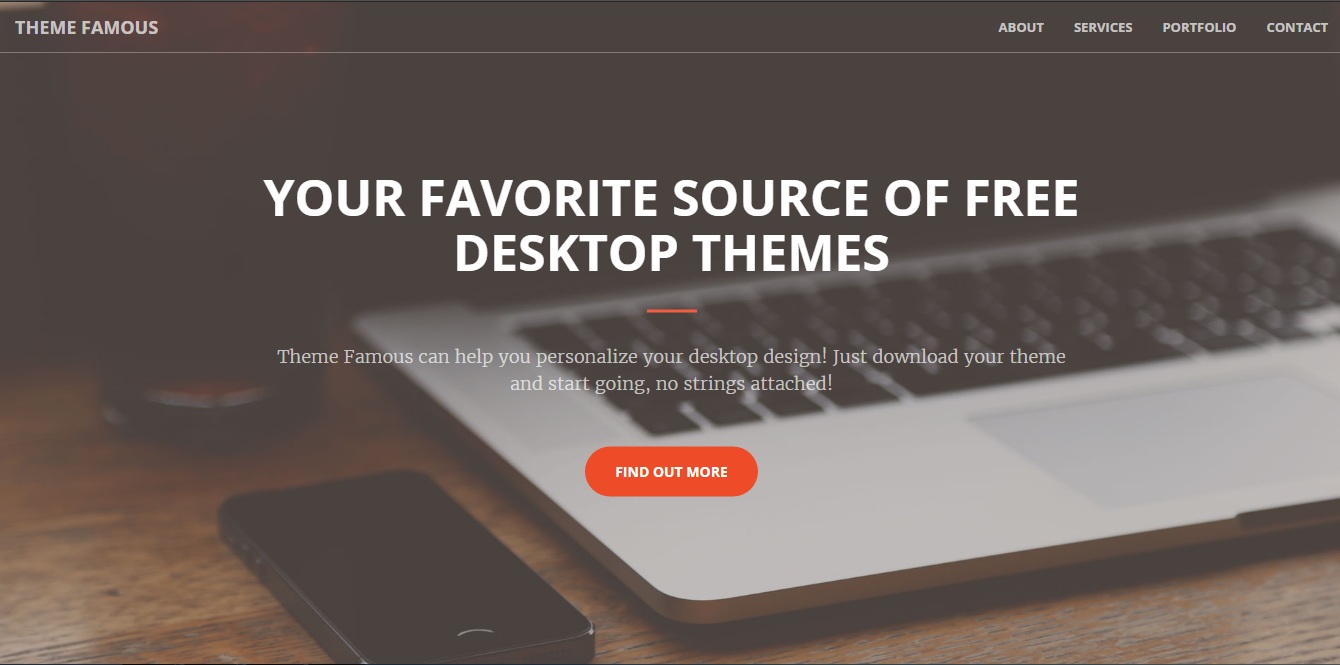 THEME FAMOUS
ABOUT SERVICES PORTFOLIO CONTACT
YOUR FAVORITE SOURCE OF FREE
DESKTOP THEMES
Theme Famous can help you personalize your desktop design! Just download your theme
and start going, no strings attached!
FIND OUT MORE